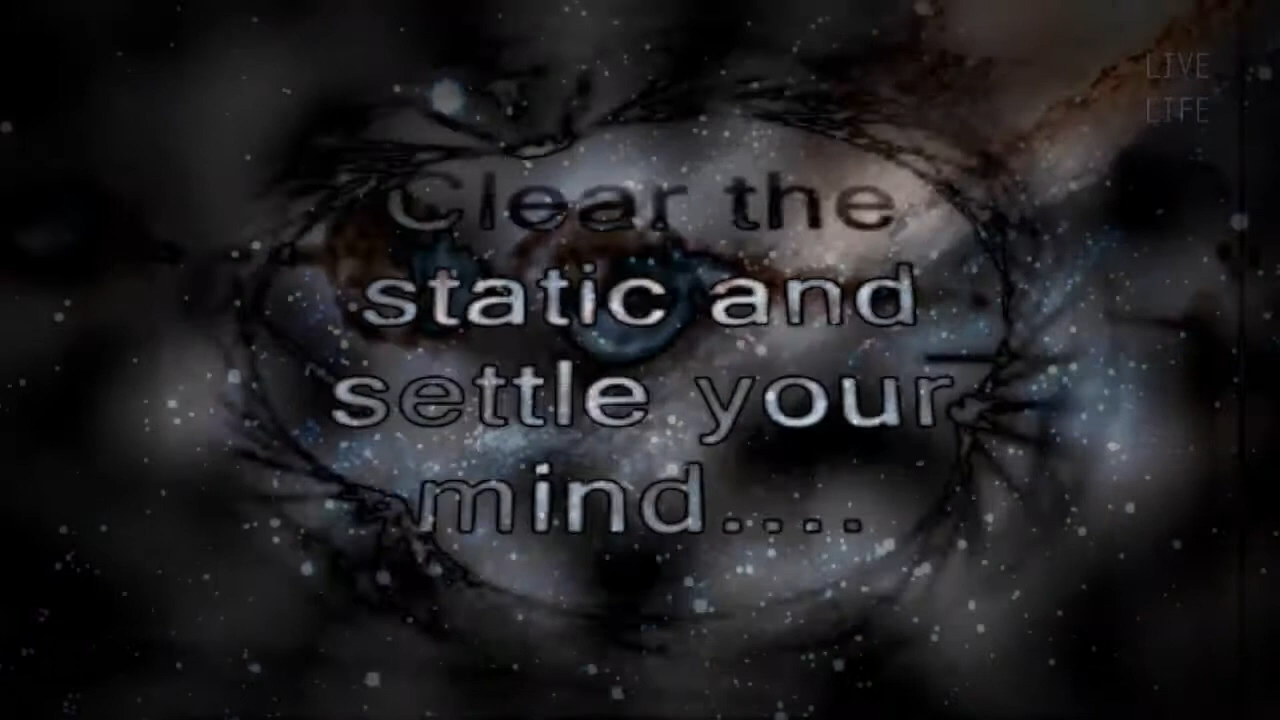 LIVE
LIFE
Clear the
static and
settle your
mind....